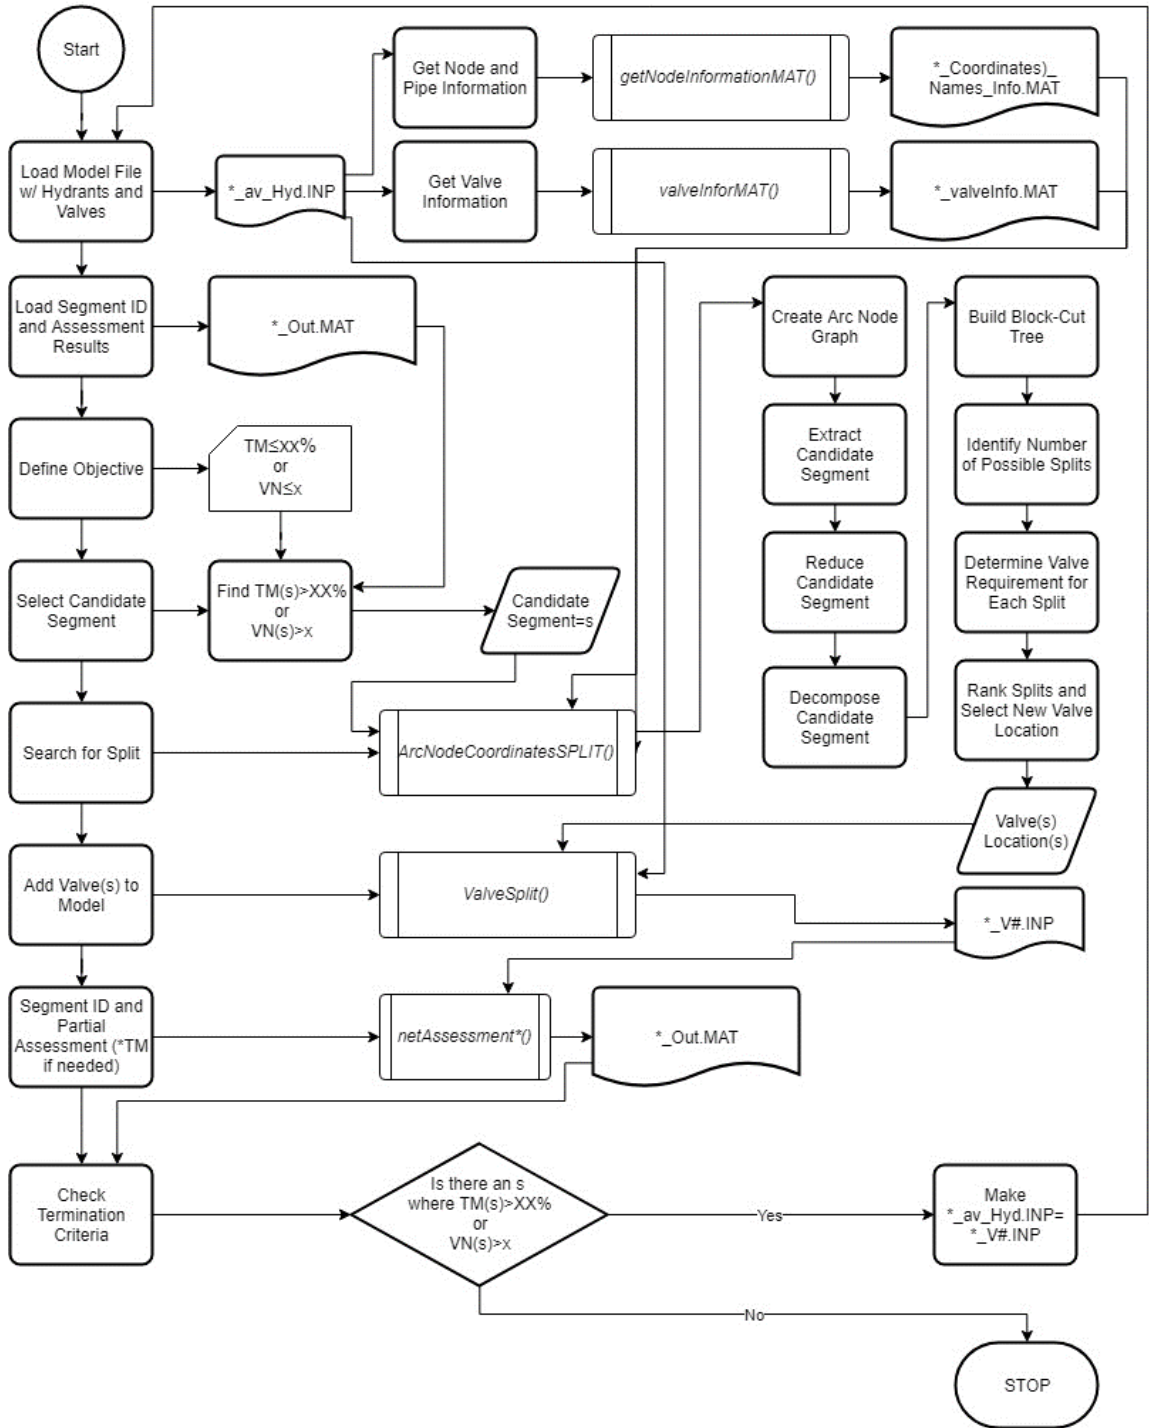 Start
Get Node and
Pipe Information
getNodeInformationMAT()
*_Coordinates)_
Names_Info.MAT
Load Model File
w/ Hydrants and
Valves
*_av_Hyd.INP
Get Valve
Information
valveInforMAT()
*_valveInfo.MAT
Load Segment ID
and Assessment
Results
*_Out.MAT
Create Arc Node
Graph
Build Block-Cut
Tree
Define Objective
TM≤xx%
or
VN≤x
Extract
Candidate
Segment
Identify Number
of Possible Splits
Select Candidate
Segment
Find TM(s)>XX%
or
VN(s)>x
Candidate
Segment=s
Reduce
Candidate
Segment
Determine Valve
Requirement for
Each Split
Search for Split
ArcNodeCoordinatesSPLIT()
Decompose
Candidate
Segment
Rank Splits and
Select New Valve
Location
Valve(s)
Location(s)
Add Valve(s) to
Model
ValveSplit()
*_V#.INP
Segment ID and
Partial
Assessment (*TM
if needed)
netAssessment*()
*_Out.MAT
Check
Termination
Criteria
Is there an s
where TM(s)>XX%
or
VN(s)>x
Yes
Make
*_av_Hyd.INP=
*_V#.INP
No
STOP